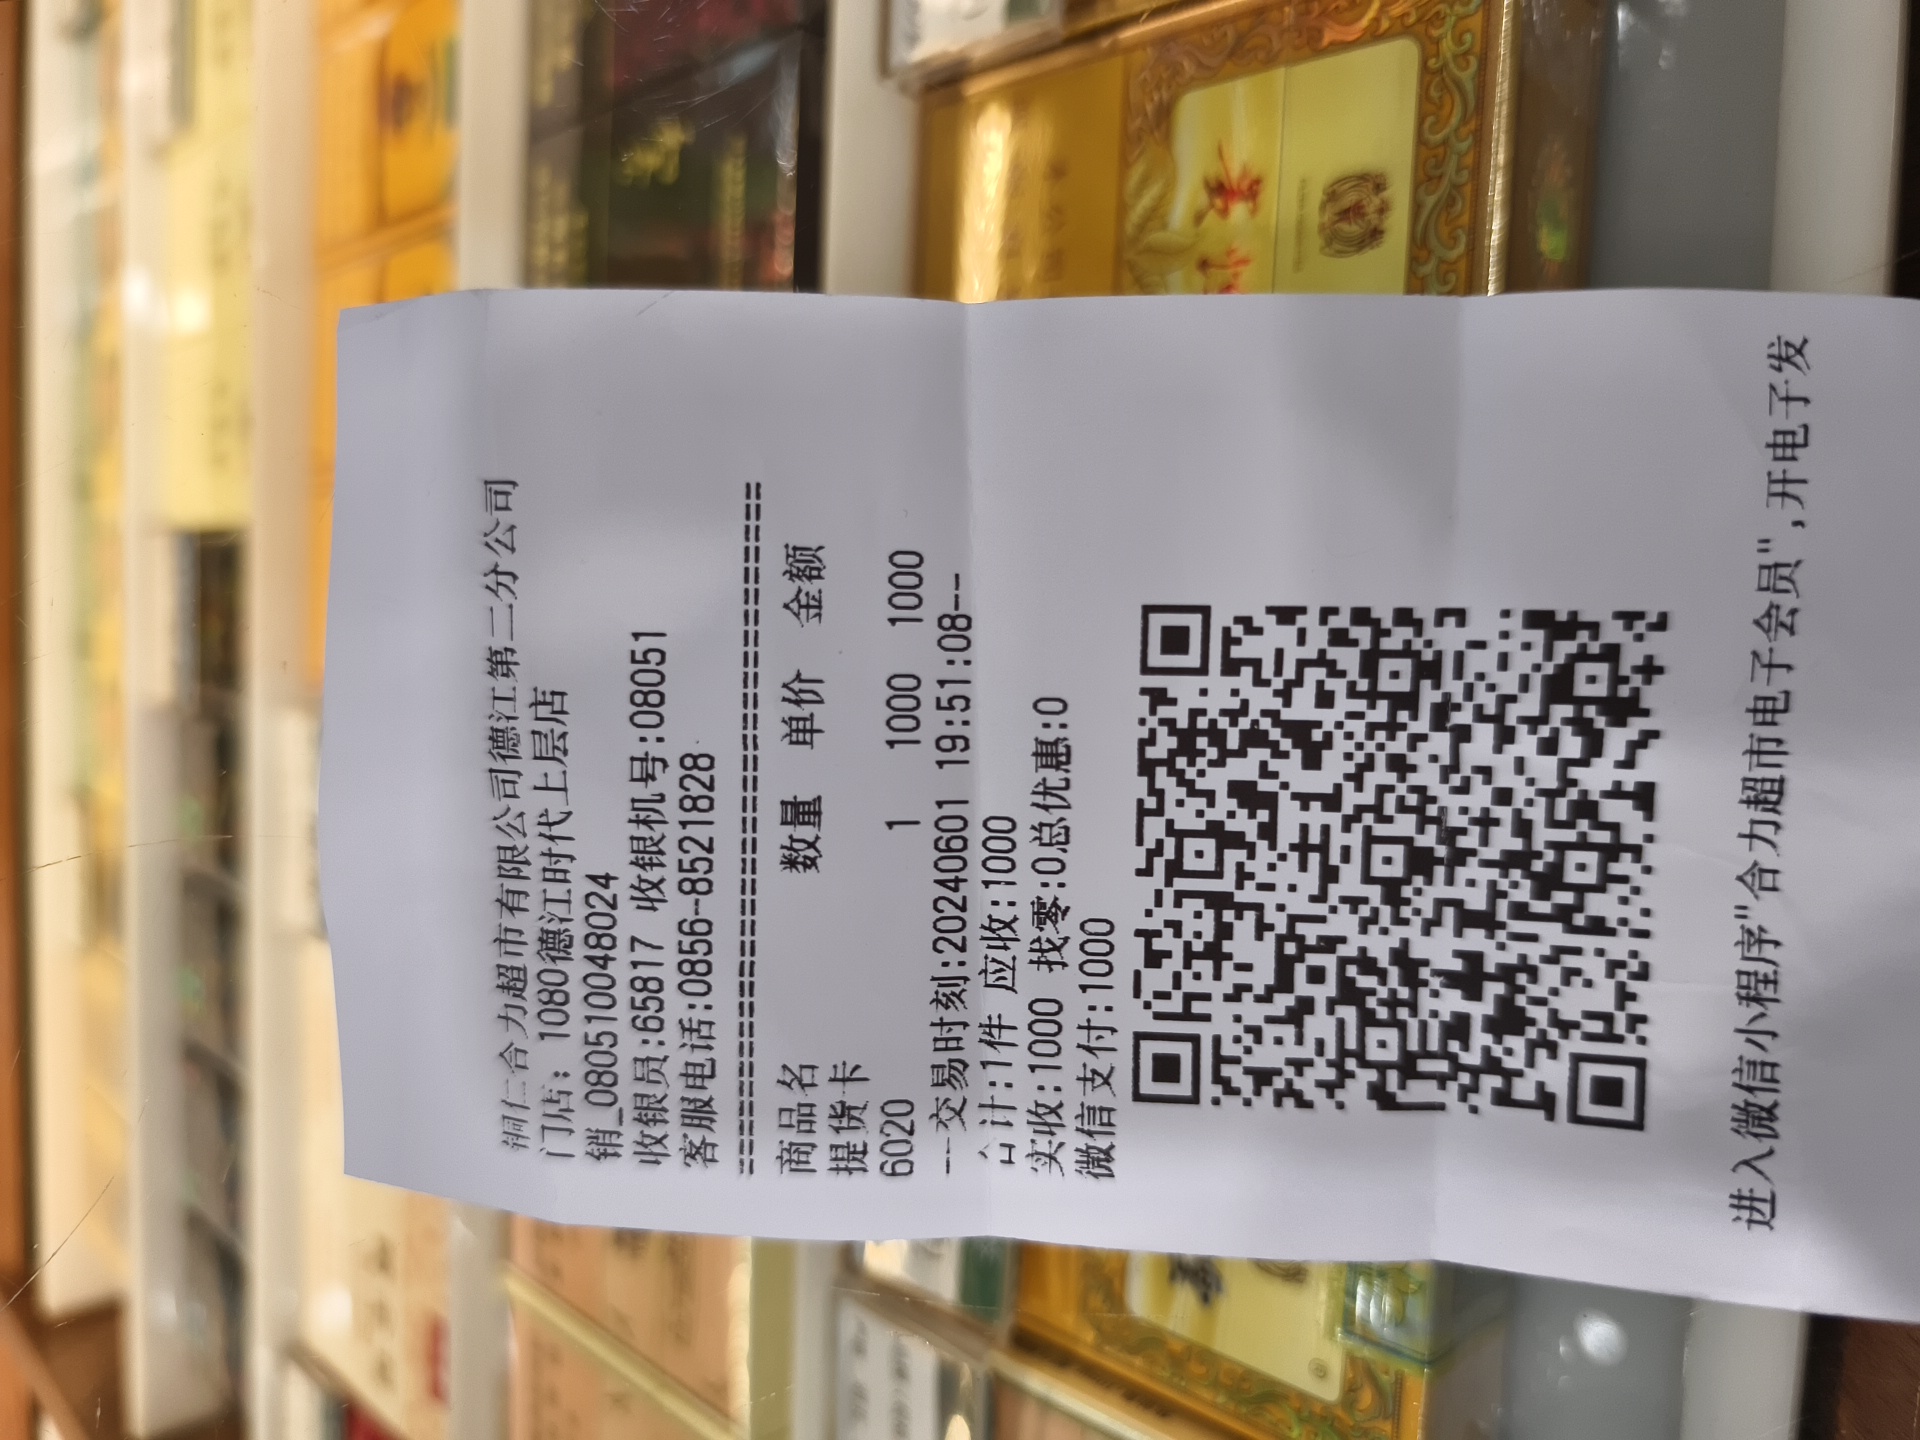 铜仁合力超市有限公司德江第二分公司
门店：1080德江时代上层店
销_080510048024
收银员:65817 收银机号:08051
客服电话:0856-8521828
商品名 数量 单价 金额
提货卡
6020 1 1000 1000
--交易时刻:20240601 19:51:08--
合计:1件 应收:1000
实收:1000 找零:0总优惠:0
微信支付:1000
进入微信小程序"合力超市电子会员",开电子发